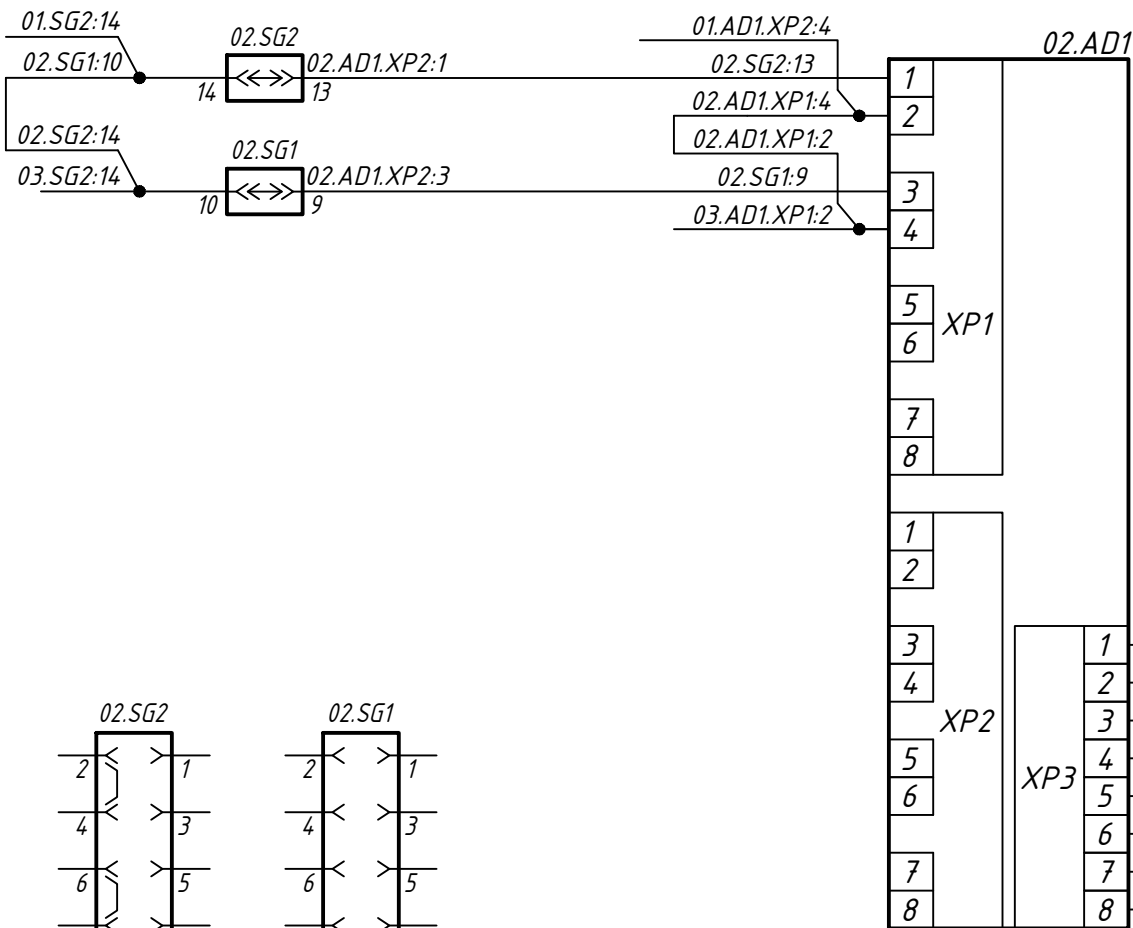 01.SG2:14
01.AD1.XP2:4
02.AD1
02.SG2
02.SG1:10
02.AD1.XP2:1
02.SG2:13
1
14
13
02.AD1.XP1:4
2
02.SG2:14
02.SG1
02.AD1.XP1:2
03.SG2:14
02.AD1.XP2:3
02.SG1:9
3
10
9
03.AD1.XP1:2
4
5
6
XP1
7
8
1
2
3
4
XP2
5
6
7
8
XP3
1
2
3
4
5
6
7
8
02.SG2
2
1
4
3
6
5
02.SG1
2
1
4
3
6
5